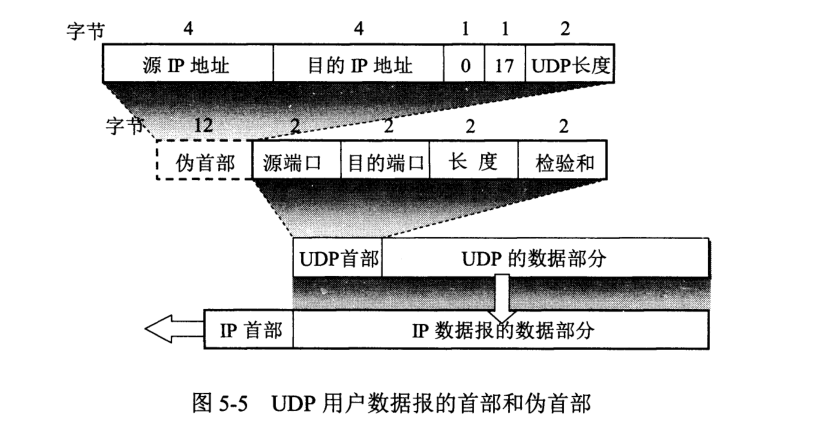 字节 4 4 1 1 2
源 IP 地址 目的 IP 地址 0 17 UDP长度
字节 12 2 2 2 2
伪首部 源端口 目的端口 长 度 检验和
UDP首部 UDP 的数据部分
IP 首部 IP 数据报的数据部分
图 5-5 UDP 用户数据报的首部和伪首部